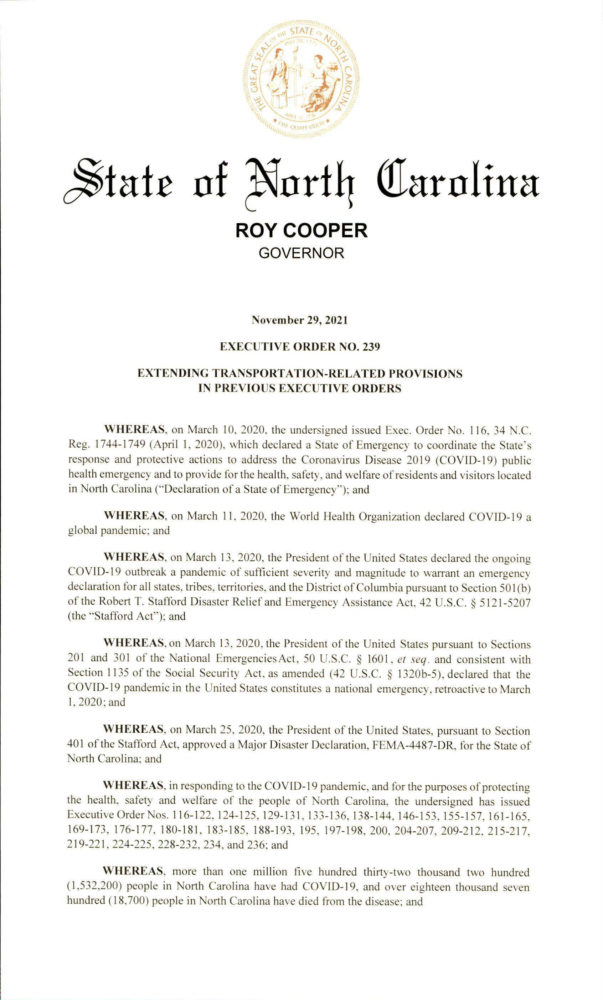 THE GREAT SEAL OF THE STATE OF NORTH CAROLINA
MAY 20, 1775
APRIL 12, 1776
★ ESSE QUAM VIDERI ★
State of North Carolina
ROY COOPER
GOVERNOR
November 29, 2021
EXECUTIVE ORDER NO. 239
EXTENDING TRANSPORTATION-RELATED PROVISIONS
IN PREVIOUS EXECUTIVE ORDERS
WHEREAS, on March 10, 2020, the undersigned issued Exec. Order No. 116, 34 N.C.
Reg. 1744-1749 (April 1, 2020), which declared a State of Emergency to coordinate the State's
response and protective actions to address the Coronavirus Disease 2019 (COVID-19) public
health emergency and to provide for the health, safety, and welfare of residents and visitors located
in North Carolina (“Declaration of a State of Emergency”); and
WHEREAS, on March 11, 2020, the World Health Organization declared COVID-19 a
global pandemic; and
WHEREAS, on March 13, 2020, the President of the United States declared the ongoing
COVID-19 outbreak a pandemic of sufficient severity and magnitude to warrant an emergency
declaration for all states, tribes, territories, and the District of Columbia pursuant to Section 501(b)
of the Robert T. Stafford Disaster Relief and Emergency Assistance Act, 42 U.S.C. § 5121-5207
(the “Stafford Act”); and
WHEREAS, on March 13, 2020, the President of the United States pursuant to Sections
201 and 301 of the National Emergencies Act, 50 U.S.C. § 1601, et seq. and consistent with
Section 1135 of the Social Security Act, as amended (42 U.S.C. § 1320b-5), declared that the
COVID-19 pandemic in the United States constitutes a national emergency, retroactive to March
1, 2020; and
WHEREAS, on March 25, 2020, the President of the United States, pursuant to Section
401 of the Stafford Act, approved a Major Disaster Declaration, FEMA-4487-DR, for the State of
North Carolina; and
WHEREAS, in responding to the COVID-19 pandemic, and for the purposes of protecting
the health, safety and welfare of the people of North Carolina, the undersigned has issued
Executive Order Nos. 116-122, 124-125, 129-131, 133-136, 138-144, 146-153, 155-157, 161-165,
169-173, 176-177, 180-181, 183-185, 188-193, 195, 197-198, 200, 204-207, 209-212, 215-217,
219-221, 224-225, 228-232, 234, and 236; and
WHEREAS, more than one million five hundred thirty-two thousand two hundred
(1,532,200) people in North Carolina have had COVID-19, and over eighteen thousand seven
hundred (18,700) people in North Carolina have died from the disease; and